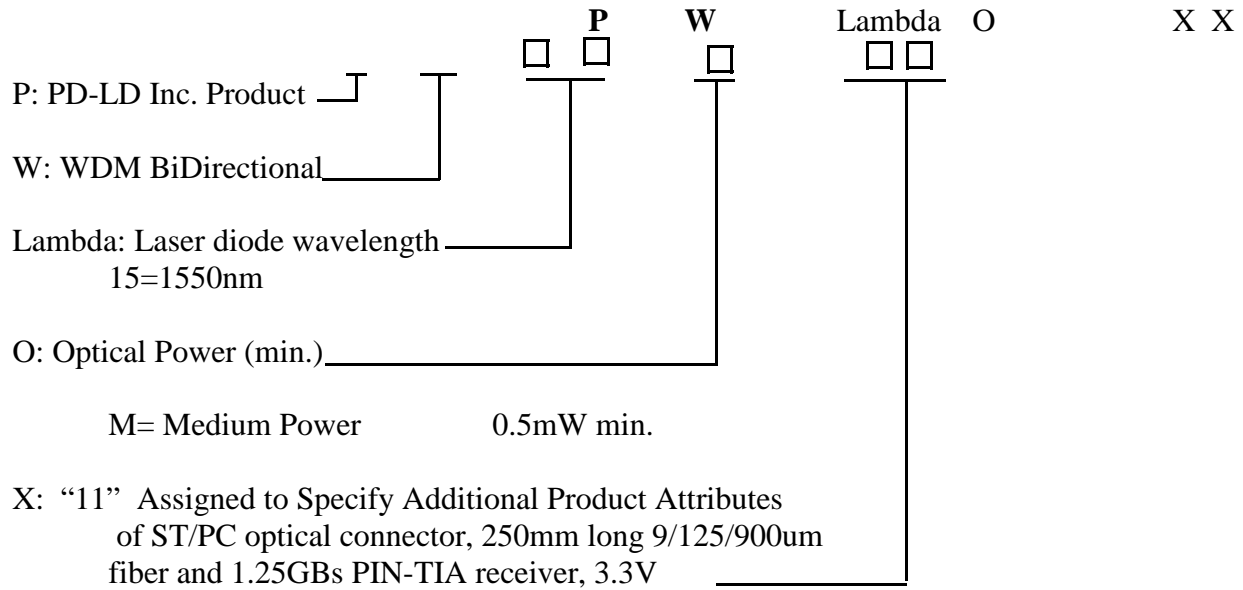 P W Lambda O X X
P: PD-LD Inc. Product
W: WDM BiDirectional
Lambda: Laser diode wavelength
15=1550nm
O: Optical Power (min.)
M= Medium Power 0.5mW min.
X: “11” Assigned to Specify Additional Product Attributes
of ST/PC optical connector, 250mm long 9/125/900um
fiber and 1.25GBs PIN-TIA receiver, 3.3V